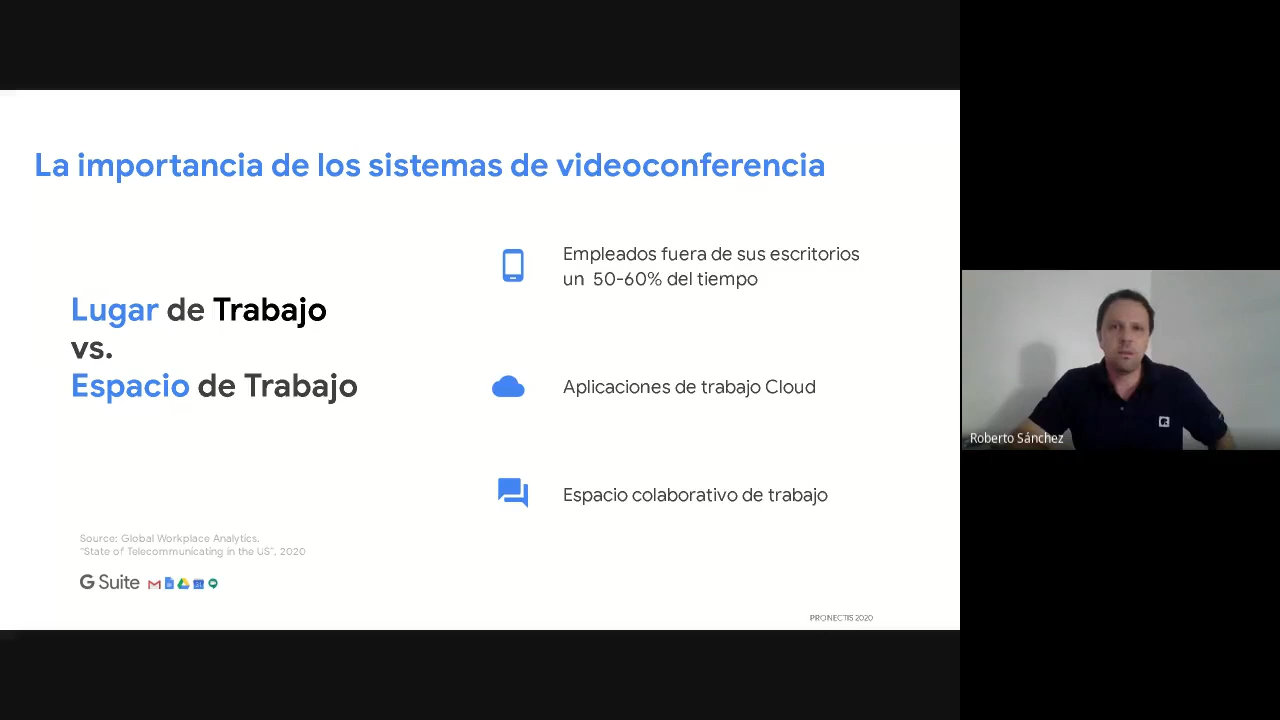 La importancia de los sistemas de videoconferencia
Lugar de Trabajo
vs.
Espacio de Trabajo
Empleados fuera de sus escritorios
un 50-60% del tiempo
Aplicaciones de trabajo Cloud
Espacio colaborativo de trabajo
Source: Global Workplace Analytics.
"State of Telecommuticating in the US", 2020
G Suite
PRONECTIS 2020
Roberto Sánchez